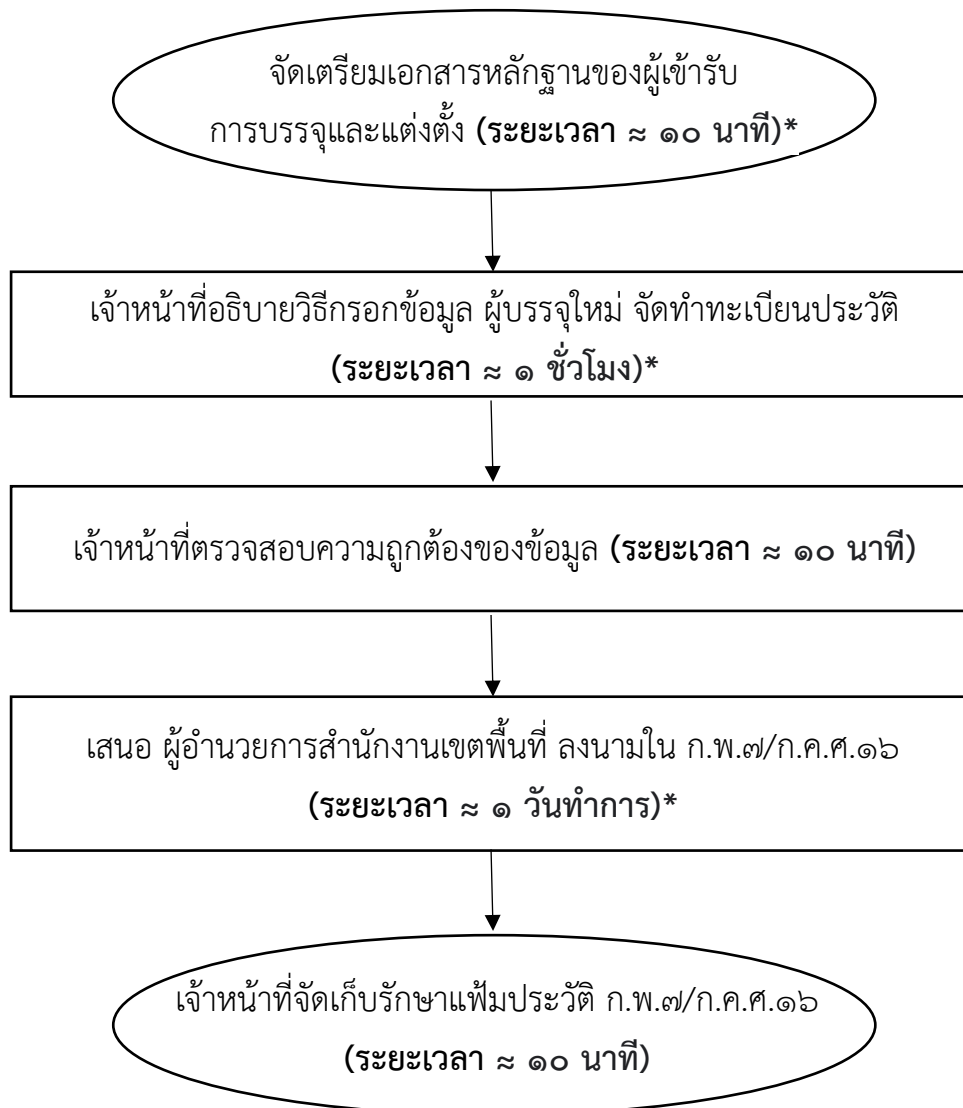 จัดเตรียมเอกสารหลักฐานของผู้เข้ารับ
การบรรจุและแต่งตั้ง (ระยะเวลา ≈ ๑๐ นาที)*
เจ้าหน้าที่อธิบายวิธีกรอกข้อมูล ผู้บรรจุใหม่ จัดทำทะเบียนประวัติ
(ระยะเวลา ≈ ๑ ชั่วโมง)*
เจ้าหน้าที่ตรวจสอบความถูกต้องของข้อมูล (ระยะเวลา ≈ ๑๐ นาที)
เสนอ ผู้อำนวยการสำนักงานเขตพื้นที่ ลงนามใน ก.พ.๗/ก.ค.ศ.๑๖
(ระยะเวลา ≈ ๑ วันทำการ)*
เจ้าหน้าที่จัดเก็บรักษาแฟ้มประวัติ ก.พ.๗/ก.ค.ศ.๑๖
(ระยะเวลา ≈ ๑๐ นาที)